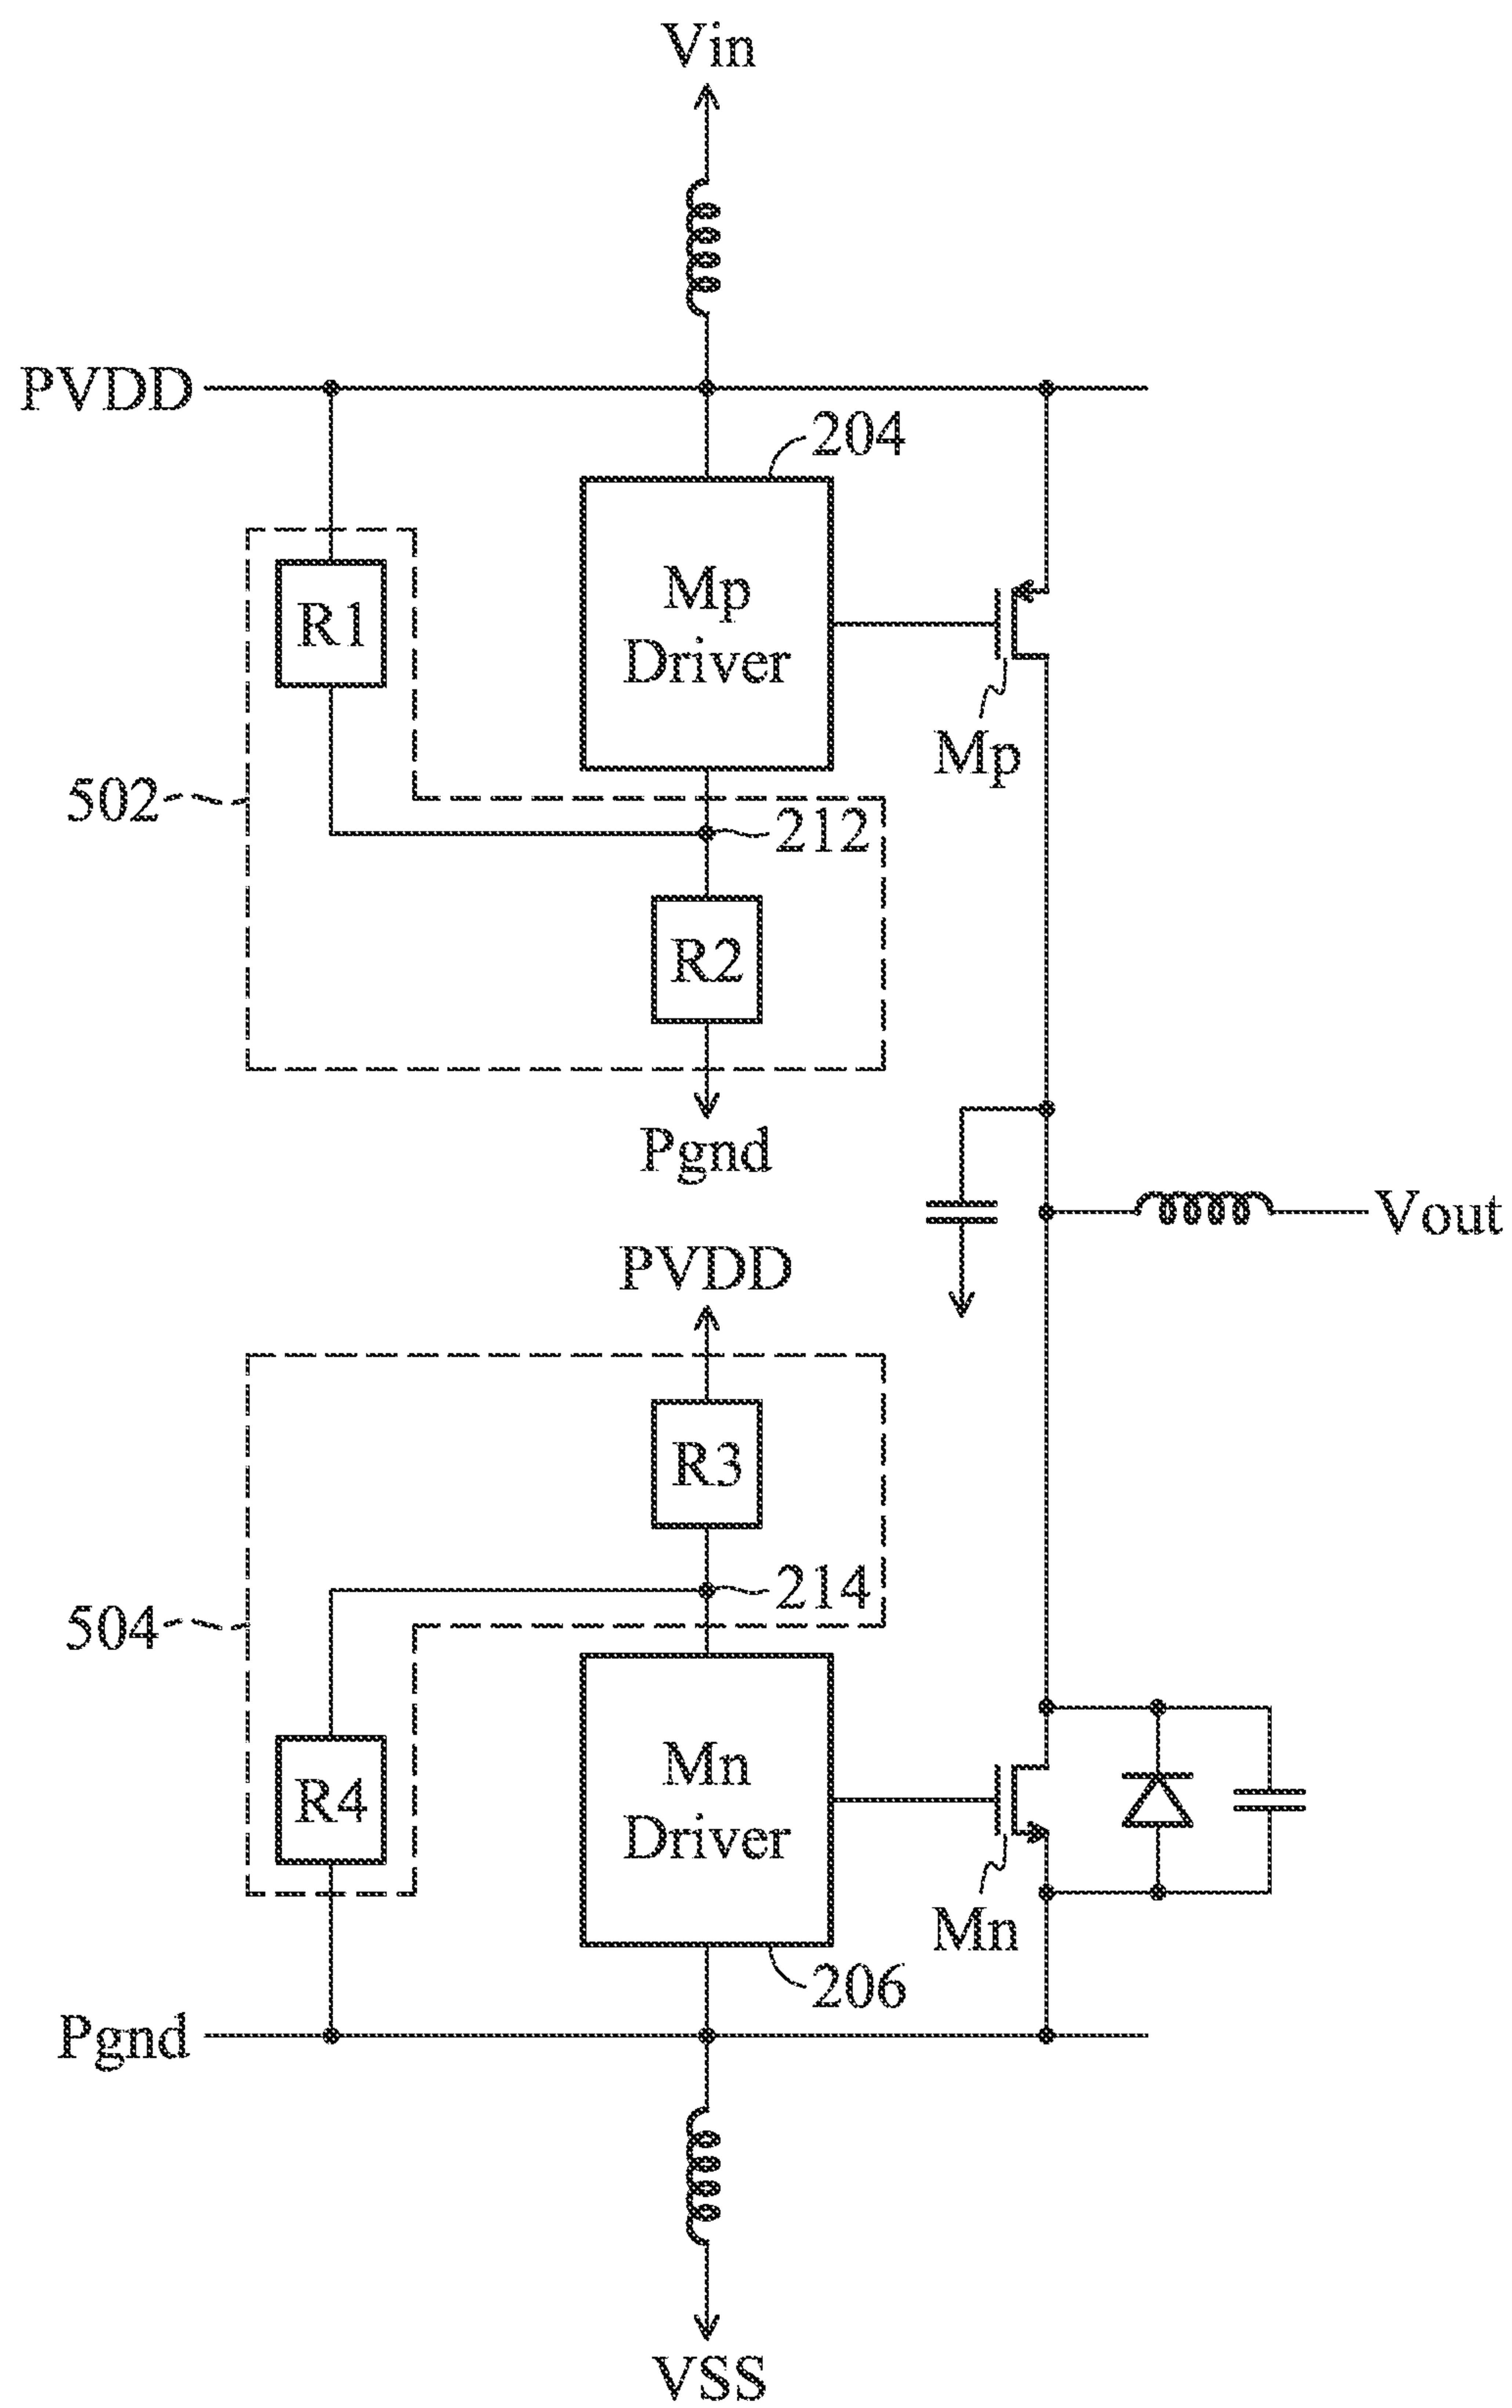 Vin
PVDD
204
R1
Mp
Driver
Mp
502
212
R2
Pgnd
Vout
PVDD
R3
214
504
R4
Mn
Driver
Mn
206
Pgnd
VSS